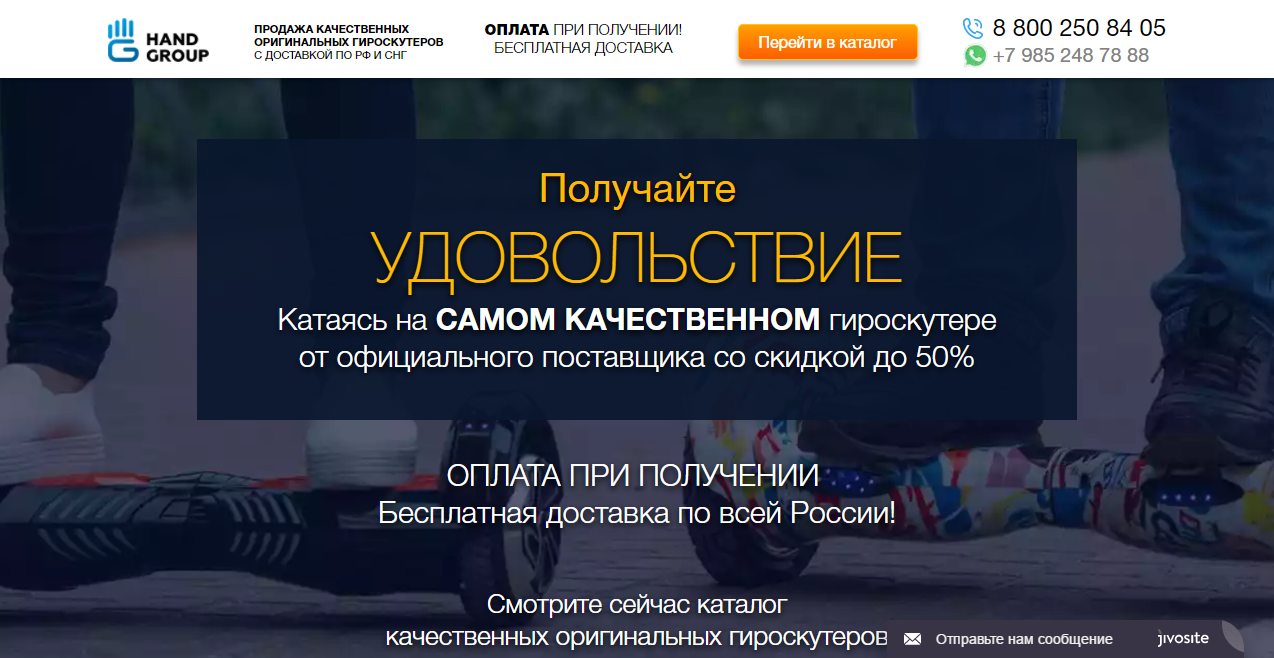 HAND
GROUP
ПРОДАЖА КАЧЕСТВЕННЫХ
ОРИГИНАЛЬНЫХ ГИРОСКУТЕРОВ
С ДОСТАВКОЙ ПО РФ И СНГ
ОПЛАТА ПРИ ПОЛУЧЕНИИ!
БЕСПЛАТНАЯ ДОСТАВКА
Перейти в каталог
8 800 250 84 05
+7 985 248 78 88
Получайте
УДОВОЛЬСТВИЕ
Катаясь на САМОМ КАЧЕСТВЕННОМ гироскутере
от официального поставщика со скидкой до 50%
ОПЛАТА ПРИ ПОЛУЧЕНИИ
Бесплатная доставка по всей России!
Смотрите сейчас каталог
качественных оригинальных гироскутеров
Отправьте нам сообщение
jivosite